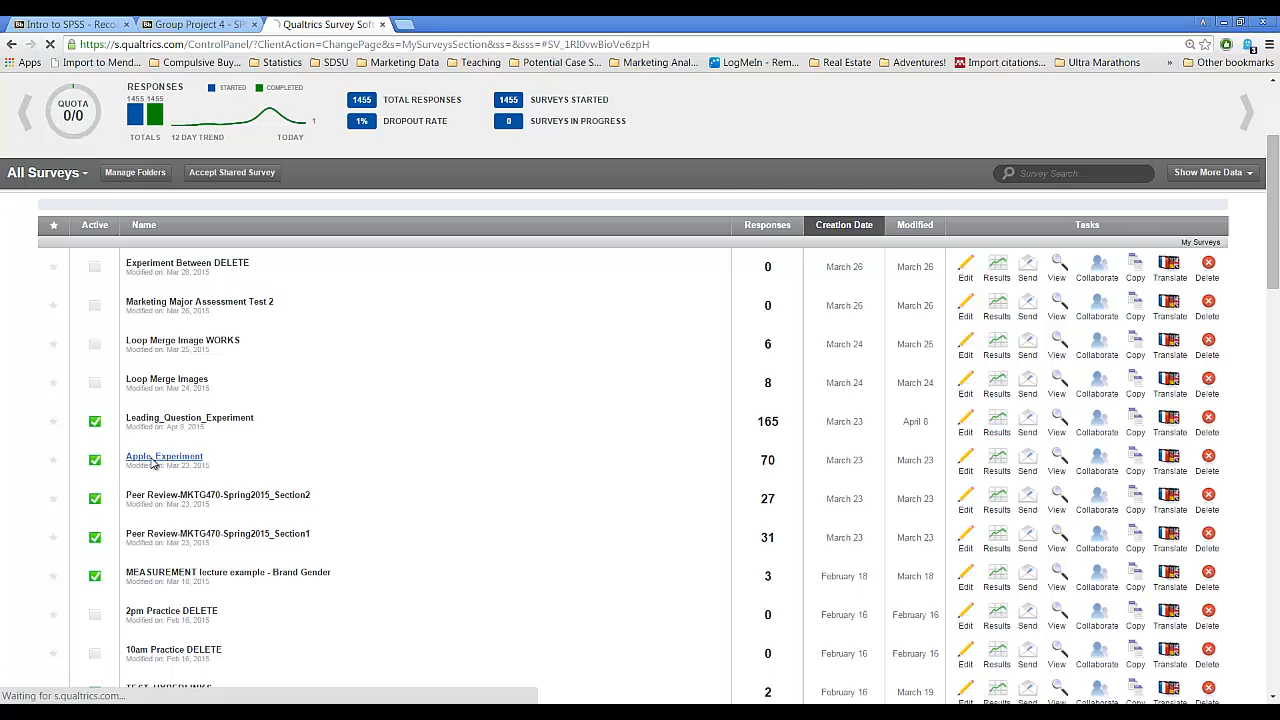 Intro to SPSS - Reco
Group Project 4 - SP
Qualtrics Survey Soft
https://s.qualtrics.com/ControlPanel/?ClientAction=ChangePage&s=MySurveysSection&ss=&sss=#SV_1RI0vwBioVe6zpH
Apps Import to Mend... Compulsive Buy... Statistics SDSU Marketing Data Teaching Potential Case S... Marketing Anal... LogMeIn - Rem... Real Estate Adventures! Import citations... Ultra Marathons » Other bookmarks
QUOTA
0/0
RESPONSES STARTED COMPLETED
1455 1455
TOTALS 12 DAY TREND TODAY
1
1455 TOTAL RESPONSES 1455 SURVEYS STARTED
1% DROPOUT RATE 0 SURVEYS IN PROGRESS
All Surveys Manage Folders Accept Shared Survey Survey Search... Show More Data
Active Name Responses Creation Date Modified Tasks
My Surveys
Experiment Between DELETE 0 March 26 March 26 Edit Results Send View Collaborate Copy Translate Delete
Modified on: Mar 26, 2015
Marketing Major Assessment Test 2 0 March 26 March 26 Edit Results Send View Collaborate Copy Translate Delete
Modified on: Mar 26, 2015
Loop Merge Image WORKS 6 March 24 March 25 Edit Results Send View Collaborate Copy Translate Delete
Modified on: Mar 25, 2015
Loop Merge Images 8 March 24 March 24 Edit Results Send View Collaborate Copy Translate Delete
Modified on: Mar 24, 2015
Leading_Question_Experiment 165 March 23 April 8 Edit Results Send View Collaborate Copy Translate Delete
Modified on: Apr 8, 2015
Apple_Experiment 70 March 23 March 23 Edit Results Send View Collaborate Copy Translate Delete
Modified on: Mar 23, 2015
Peer Review-MKTG470-Spring2015_Section2 27 March 23 March 23 Edit Results Send View Collaborate Copy Translate Delete
Modified on: Mar 23, 2015
Peer Review-MKTG470-Spring2015_Section1 31 March 23 March 23 Edit Results Send View Collaborate Copy Translate Delete
Modified on: Mar 23, 2015
MEASUREMENT lecture example - Brand Gender 3 February 18 March 18 Edit Results Send View Collaborate Copy Translate Delete
Modified on: Mar 18, 2015
2pm Practice DELETE 0 February 16 February 16 Edit Results Send View Collaborate Copy Translate Delete
Modified on: Feb 16, 2015
10am Practice DELETE 0 February 16 February 16 Edit Results Send View Collaborate Copy Translate Delete
Modified on: Feb 16, 2015
TEST_HYPERLINKS 2 February 16 March 19 Edit Results Send View Collaborate Copy Translate Delete
Waiting for s.qualtrics.com...